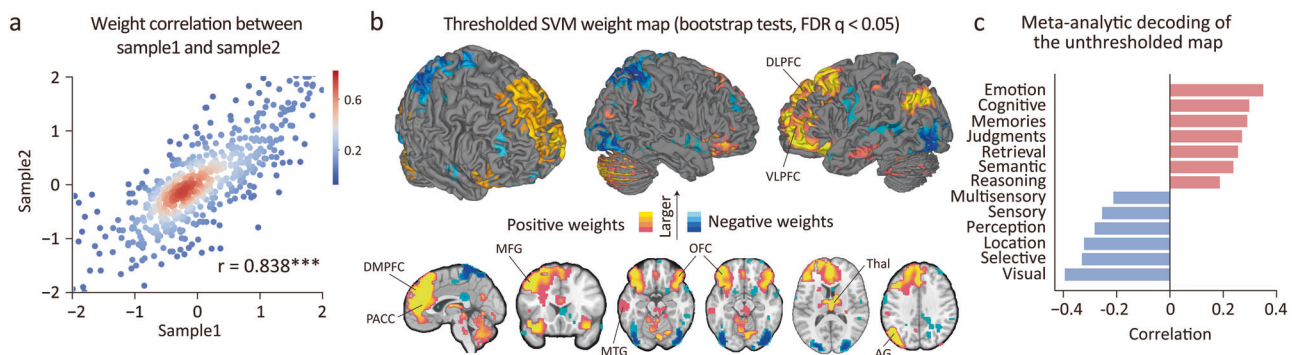 a
Weight correlation between
sample1 and sample2
2
1
0
−1
−2
Sample2
−2
−1
0
1
2
Sample1
0.6
0.2
r = 0.838***
b
Thresholded SVM weight map (bootstrap tests, FDR q < 0.05)
DLPFC
VLPFC
Positive weights
Larger
Negative weights
DMPFC
PACC
MFG
MTG
OFC
Thal
AG
c
Meta-analytic decoding of
the unthresholded map
Emotion
Cognitive
Memories
Judgments
Retrieval
Semantic
Reasoning
Multisensory
Sensory
Perception
Location
Selective
Visual
−0.4
−0.2
0
0.2
0.4
Correlation